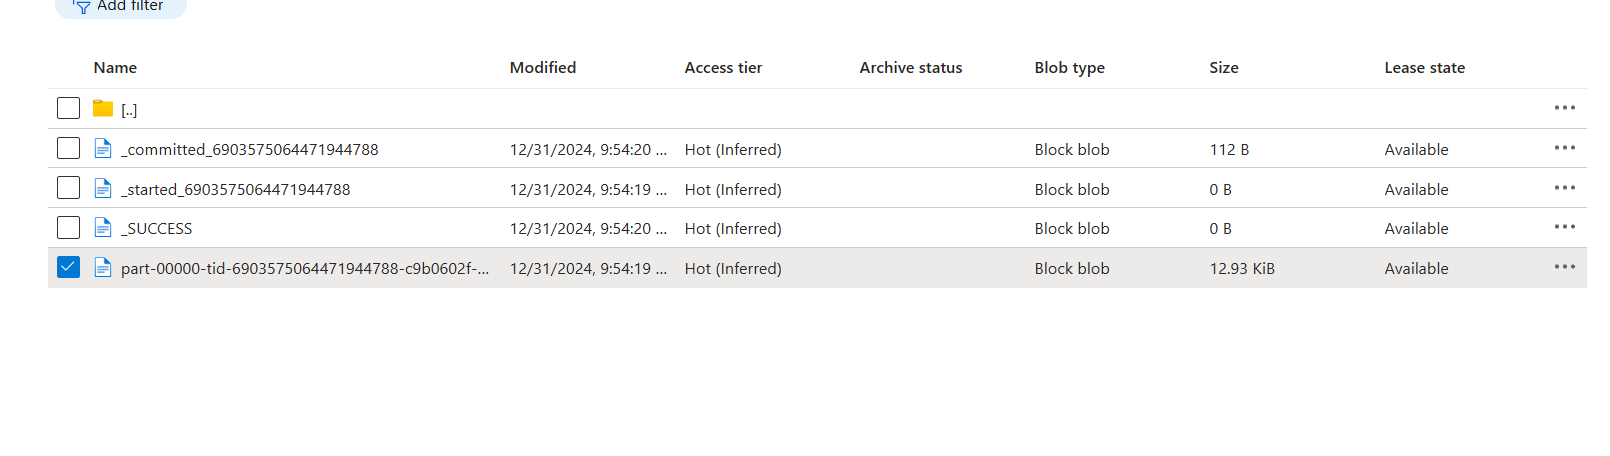 Add filter
Name Modified Access tier Archive status Blob type Size Lease state
[..]
_committed_6903575064471944788 12/31/2024, 9:54:20 ... Hot (Inferred) Block blob 112 B Available
_started_6903575064471944788 12/31/2024, 9:54:19 ... Hot (Inferred) Block blob 0 B Available
_SUCCESS 12/31/2024, 9:54:20 ... Hot (Inferred) Block blob 0 B Available
part-00000-tid-6903575064471944788-c9b0602f-... 12/31/2024, 9:54:19 ... Hot (Inferred) Block blob 12.93 KiB Available